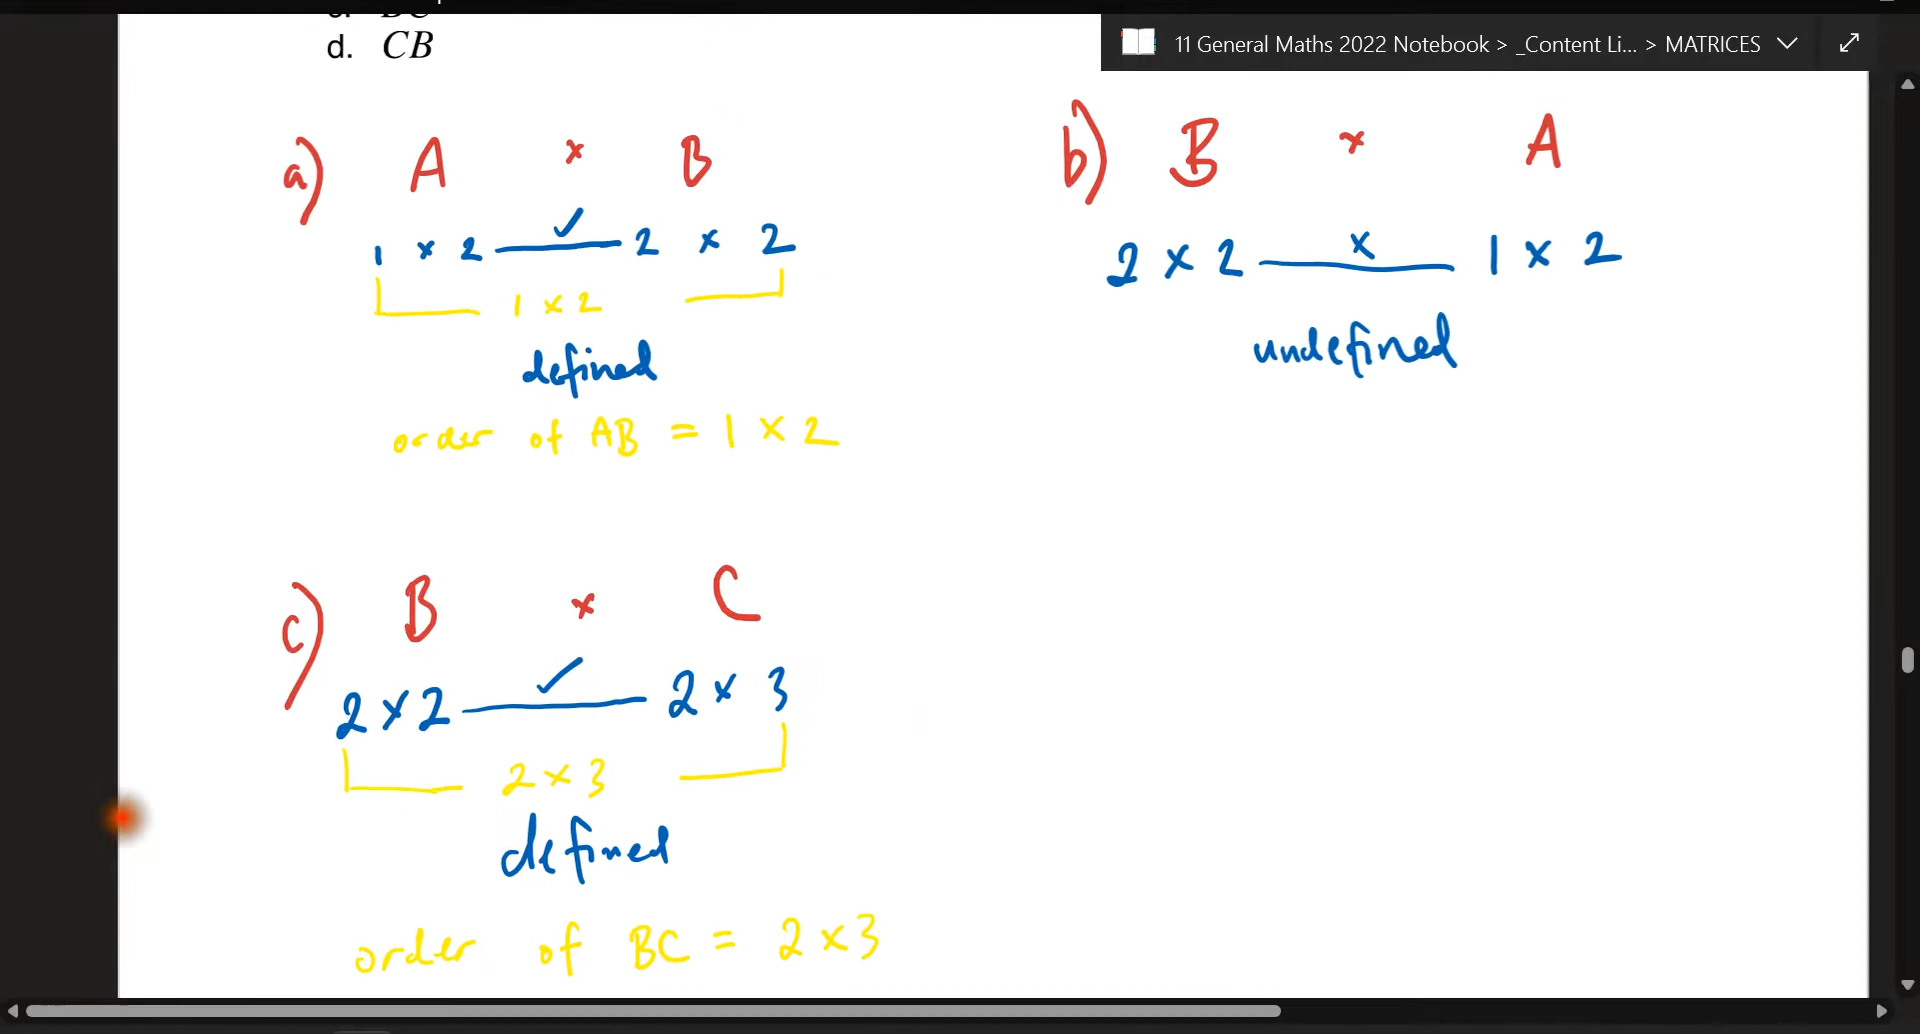 d. CB
11 General Maths 2022 Notebook > _Content Li... > MATRICES
a) A × B
1 × 2 ✓ 2 × 2
1 × 2
defined
order of AB = 1 × 2
b) B × A
2 × 2 x 1 × 2
undefined
c) B × C
2 × 2 ✓ 2 × 3
2 × 3
defined
order of BC = 2 × 3